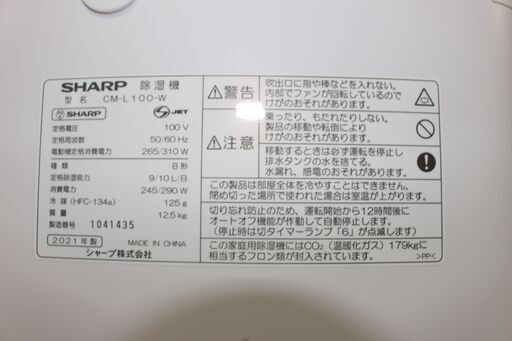 SHARP 除湿機
型 名 CM-L100-W
SHARP JET
定格電圧 100V
定格周波数 50/60Hz
電動機定格消費電力 265/310W
種 類 B形
定格除湿能力 9/10L/日
消費電力 245/290W
冷 媒 (HFC-134a) 125g
質 量 12.5kg
製造番号 1041435
2021年製 MADE IN CHINA
シャープ株式会社
警告
吹出口に指や棒などを入れない。
内部でファンが回転しているので
けがのおそれがあります。
注意
乗ったり、もたれたりしない。
製品の移動や転倒により
けがのおそれがあります。
移動するときは必ず運転を停止し
排水タンクの水を捨てる。
水漏れ、感電のおそれがあります。
この製品は部屋全体を冷やすことはできません。
閉め切った場所で使われた場合は室温が上がります。
切り忘れ防止のため、運転開始から12時間後に
オートオフ機能が作動して自動停止します。
(停止時は切タイマーランプ「6」が点滅します)
この家庭用除湿機にはCO₂(温暖化ガス)179kgに
相当するフロン類が封入されています。
>PP<